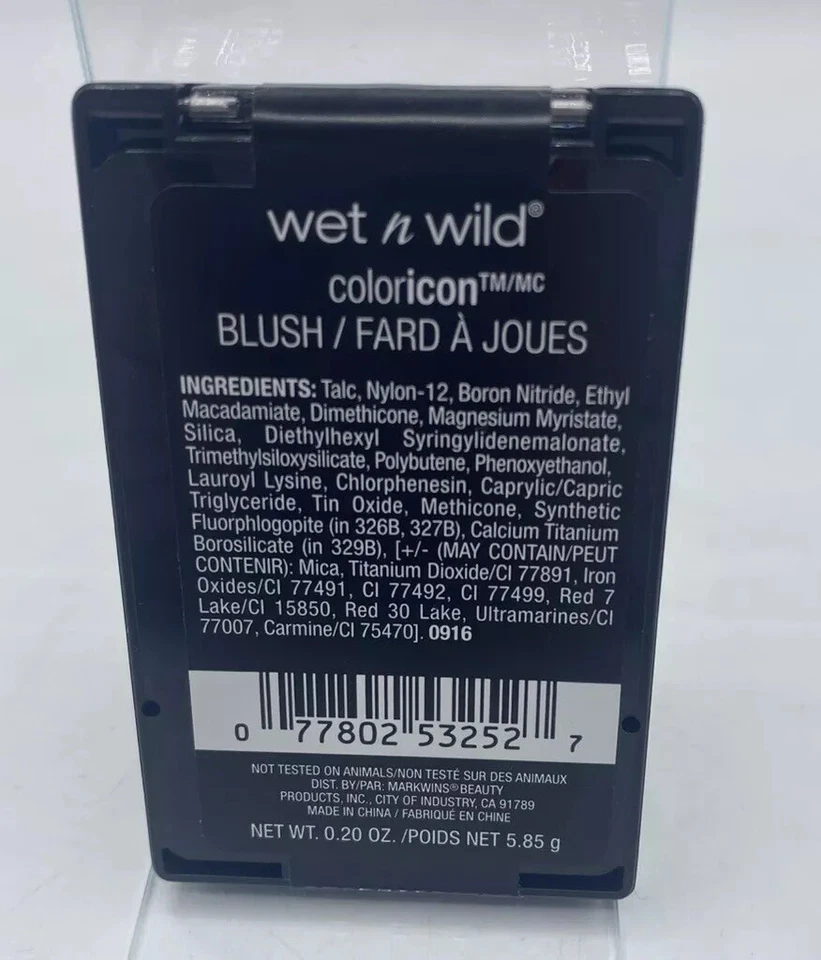 wet n wild®
coloricon™/MC
BLUSH / FARD À JOUES
INGREDIENTS: Talc, Nylon-12, Boron Nitride, Ethyl
Macadamiate, Dimethicone, Magnesium Myristate,
Silica, Diethylhexyl Syringylidenemalonate,
Trimethylsiloxysilicate, Polybutene, Phenoxyethanol,
Lauroyl Lysine, Chlorphenesin, Caprylic/Capric
Triglyceride, Tin Oxide, Methicone, Synthetic
Fluorphlogopite (in 326B, 327B), Calcium Titanium
Borosilicate (in 329B), [+/- (MAY CONTAIN/PEUT
CONTENIR): Mica, Titanium Dioxide/CI 77891, Iron
Oxides/CI 77491, CI 77492, CI 77499, Red 7
Lake/CI 15850, Red 30 Lake, Ultramarines/CI
77007, Carmine/CI 75470]. 0916
0 77802 53252 7
NOT TESTED ON ANIMALS/NON TESTÉ SUR DES ANIMAUX
DIST. BY/PAR: MARKWINS® BEAUTY
PRODUCTS, INC., CITY OF INDUSTRY, CA 91789
MADE IN CHINA / FABRIQUÉ EN CHINE
NET WT. 0.20 OZ. /POIDS NET 5.85 g